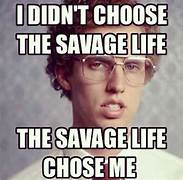 I DIDN'T CHOOSE
THE SAVAGE LIFE
THE SAVAGE LIFE
CHOSE ME